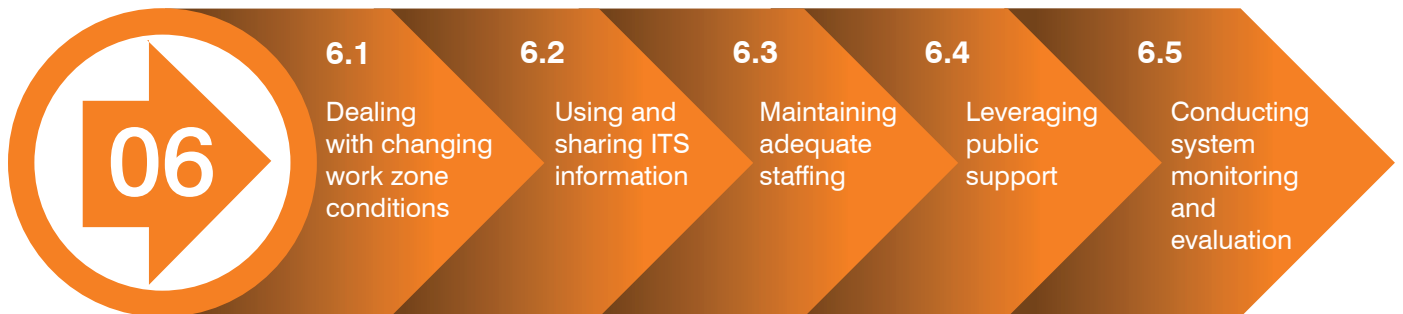 06
6.1
Dealing
with changing
work zone
conditions
6.2
Using and
sharing ITS
information
6.3
Maintaining
adequate
staffing
6.4
Leveraging
public
support
6.5
Conducting
system
monitoring
and
evaluation